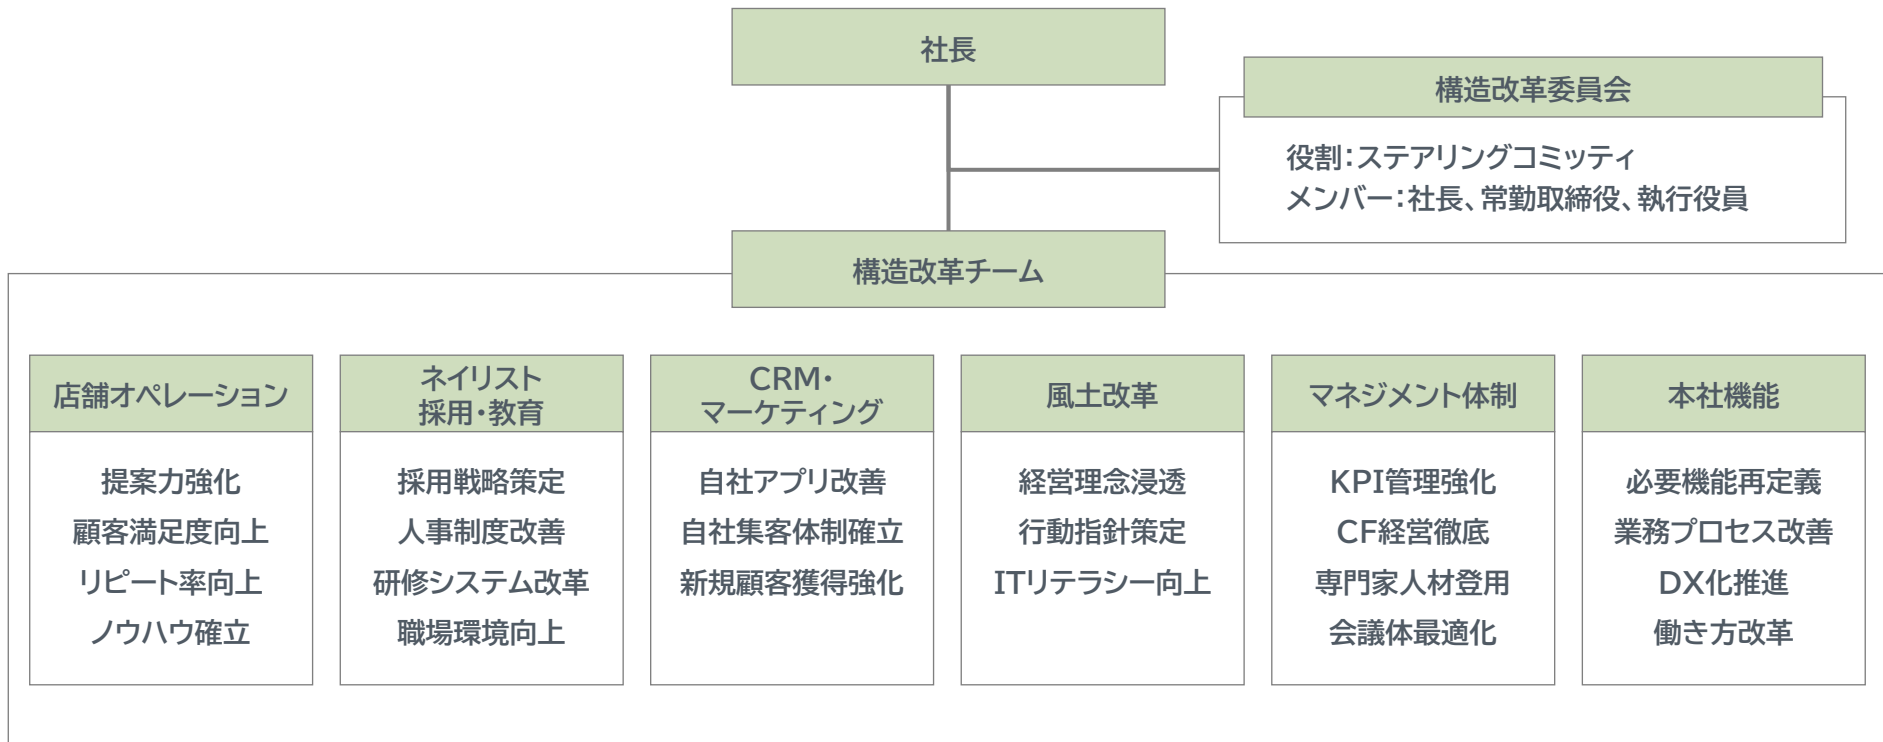 社長
構造改革委員会
役割：ステアリングコミッティ
メンバー：社長、常勤取締役、執行役員
構造改革チーム
店舗オペレーション
提案力強化
顧客満足度向上
リピート率向上
ノウハウ確立
ネイリスト
採用・教育
採用戦略策定
人事制度改善
研修システム改革
職場環境向上
CRM・
マーケティング
自社アプリ改善
自社集客体制確立
新規顧客獲得強化
風土改革
経営理念浸透
行動指針策定
ITリテラシー向上
マネジメント体制
KPI管理強化
CF経営徹底
専門家人材登用
会議体最適化
本社機能
必要機能再定義
業務プロセス改善
DX化推進
働き方改革